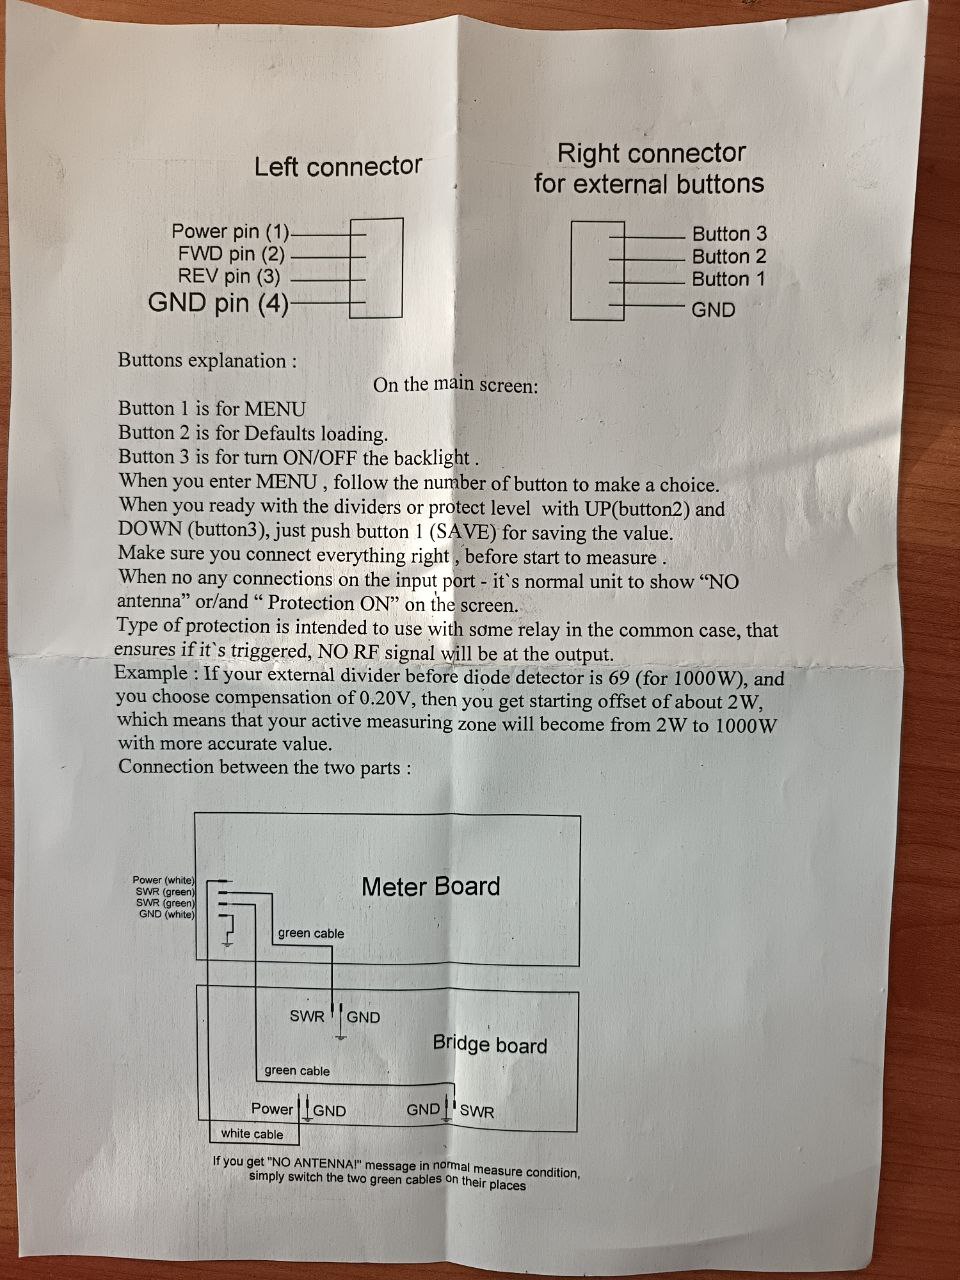 Left connector
Power pin (1)
FWD pin (2)
REV pin (3)
GND pin (4)
Right connector
for external buttons
Button 3
Button 2
Button 1
GND
Buttons explanation :
On the main screen:
Button 1 is for MENU
Button 2 is for Defaults loading.
Button 3 is for turn ON/OFF the backlight .
When you enter MENU , follow the number of button to make a choice.
When you ready with the dividers or protect level with UP(button2) and
DOWN (button3), just push button 1 (SAVE) for saving the value.
Make sure you connect everything right , before start to measure .
When no any connections on the input port - it`s normal unit to show “NO
antenna” or/and “ Protection ON” on the screen.
Type of protection is intended to use with some relay in the common case, that
ensures if it`s triggered, NO RF signal will be at the output.
Example : If your external divider before diode detector is 69 (for 1000W), and
you choose compensation of 0.20V, then you get starting offset of about 2W,
which means that your active measuring zone will become from 2W to 1000W
with more accurate value.
Connection between the two parts :
Power (white)
SWR (green)
SWR (green)
GND (white)
Meter Board
green cable
SWR GND
Bridge board
green cable
Power GND
GND SWR
white cable
If you get "NO ANTENNA!" message in normal measure condition,
simply switch the two green cables on their places